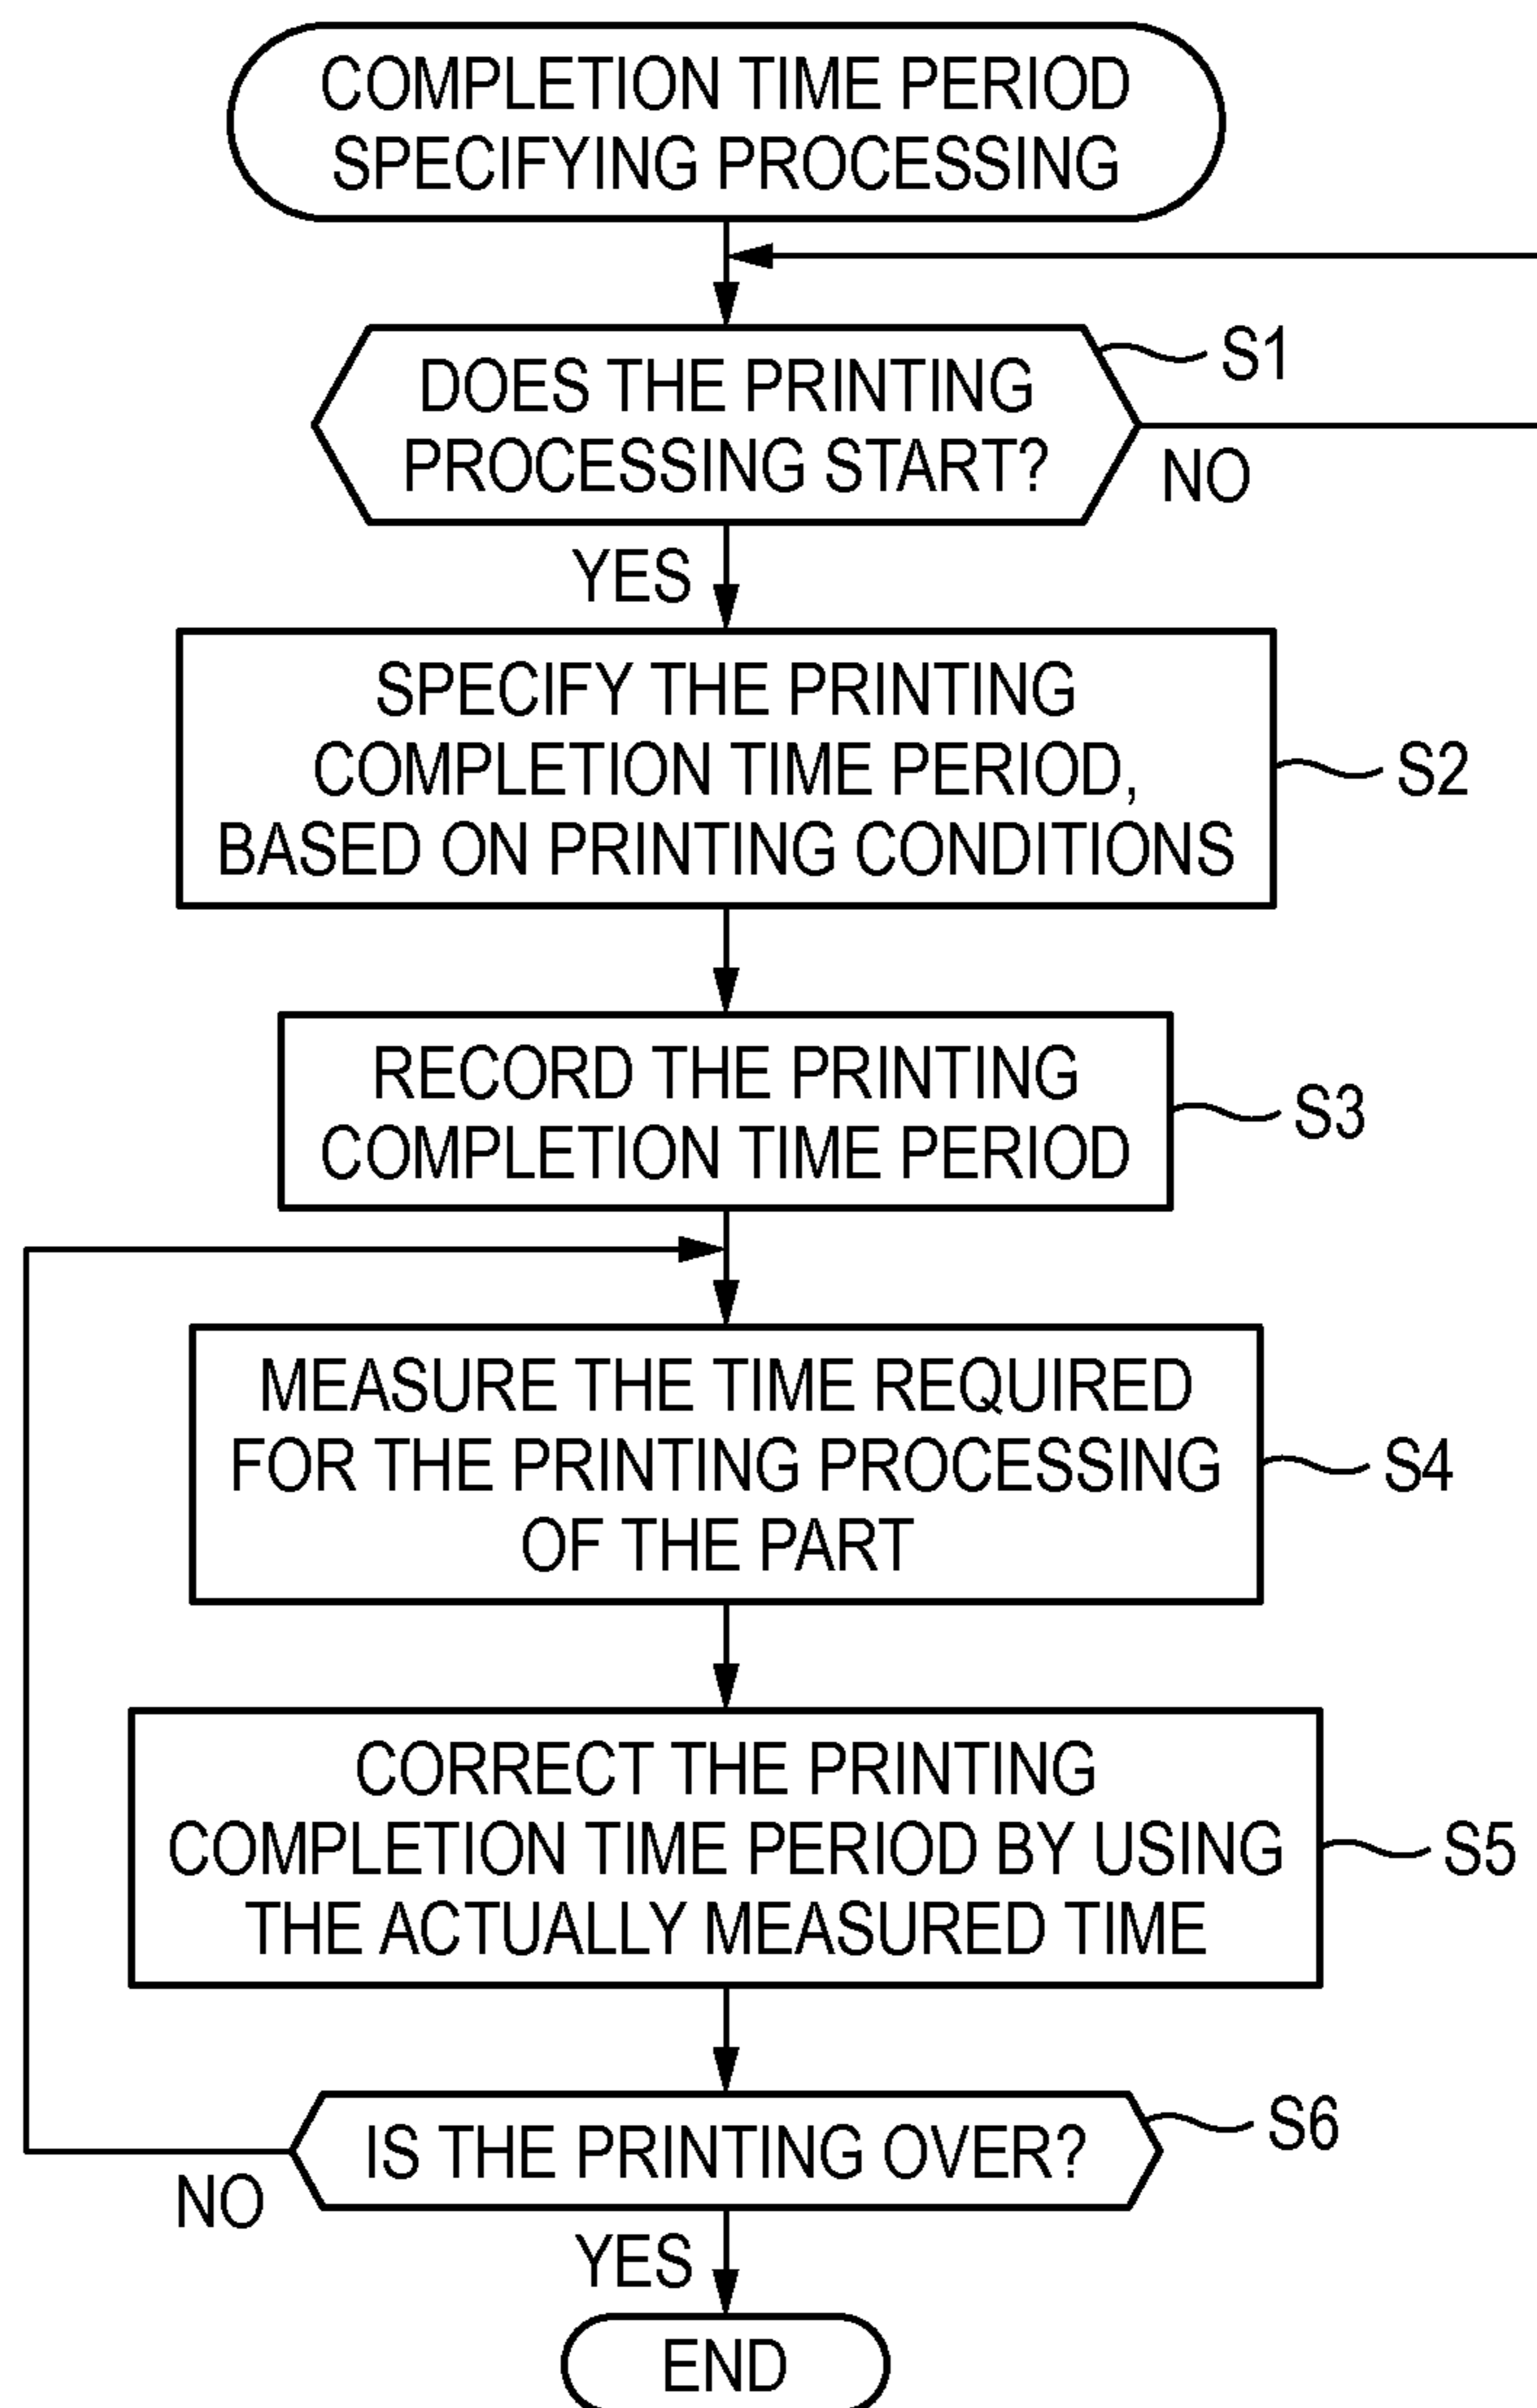 COMPLETION TIME PERIOD
SPECIFYING PROCESSING
DOES THE PRINTING
PROCESSING START?
S1
NO
YES
SPECIFY THE PRINTING
COMPLETION TIME PERIOD,
BASED ON PRINTING CONDITIONS
S2
RECORD THE PRINTING
COMPLETION TIME PERIOD
S3
MEASURE THE TIME REQUIRED
FOR THE PRINTING PROCESSING
OF THE PART
S4
CORRECT THE PRINTING
COMPLETION TIME PERIOD BY USING
THE ACTUALLY MEASURED TIME
S5
IS THE PRINTING OVER?
S6
NO
YES
END